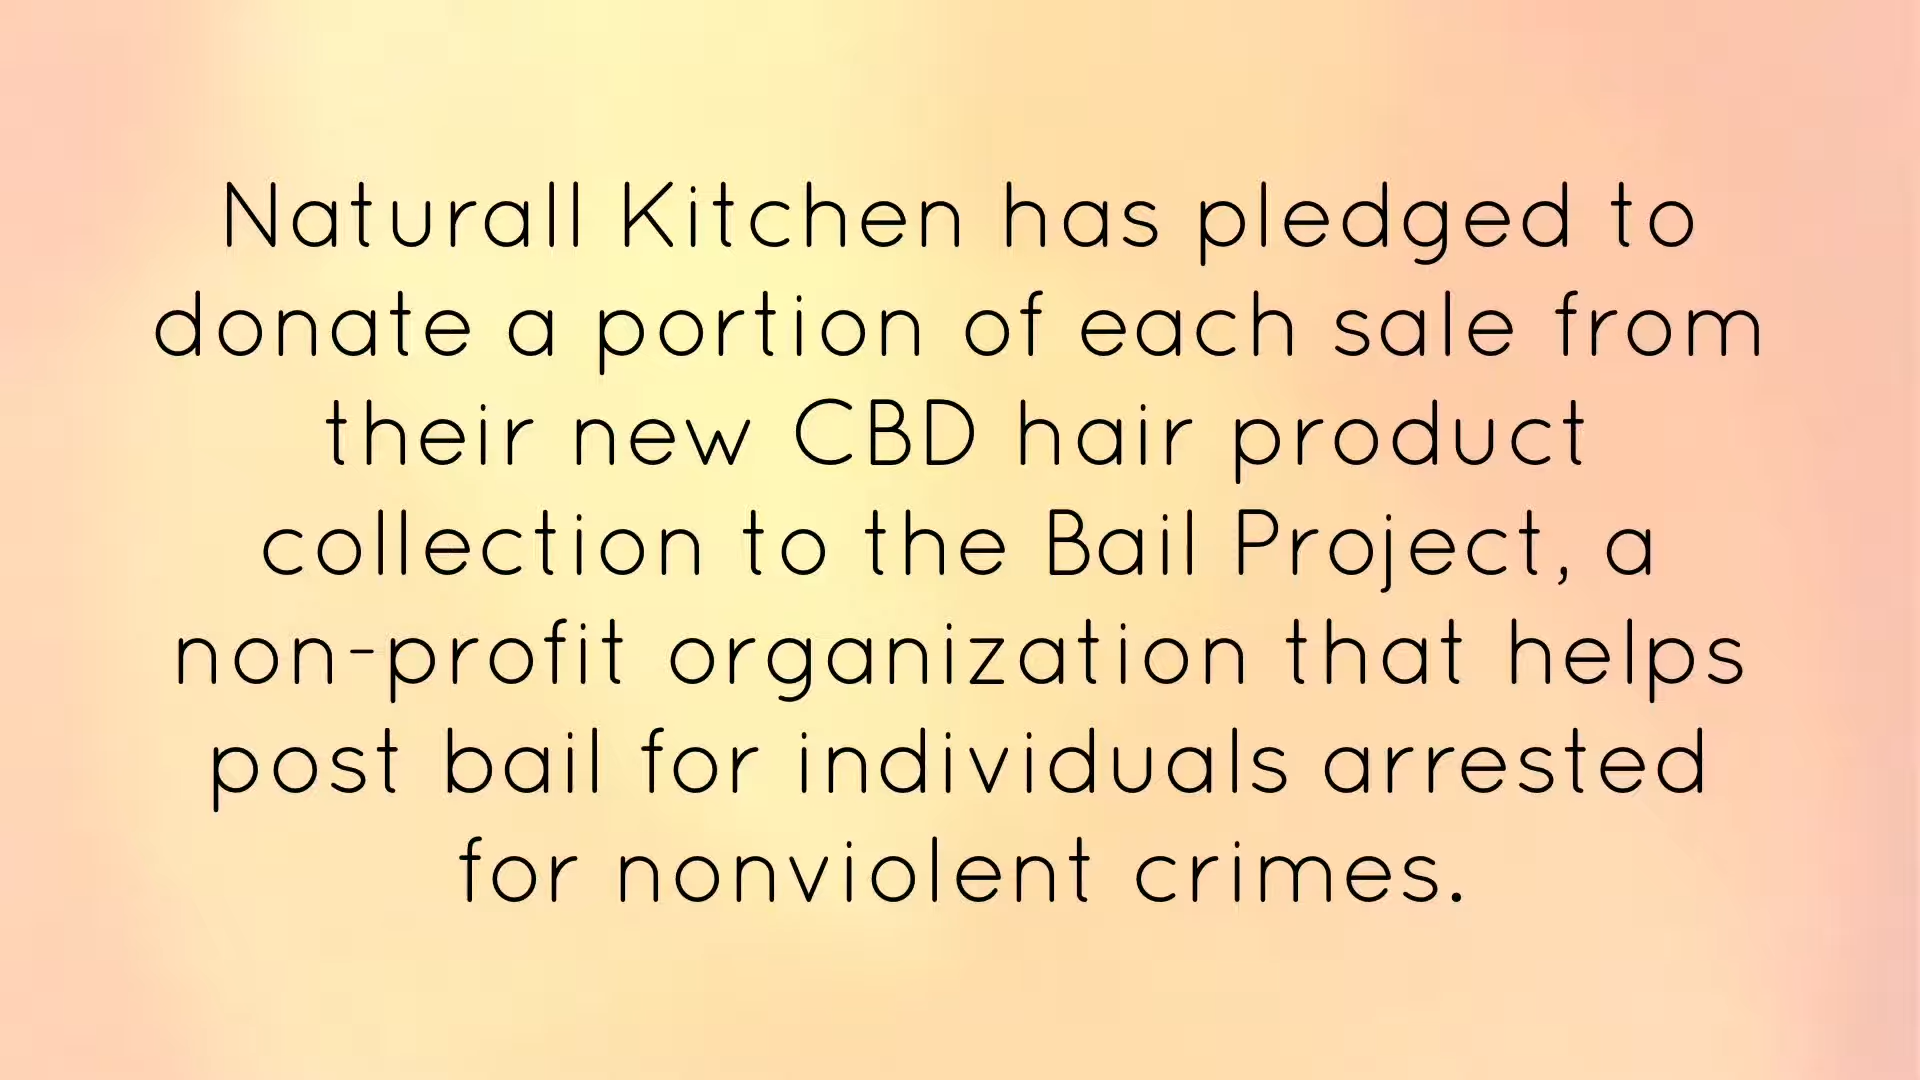 Naturall Kitchen has pledged to
donate a portion of each sale from
their new CBD hair product
collection to the Bail Project, a
non-profit organization that helps
post bail for individuals arrested
for nonviolent crimes.